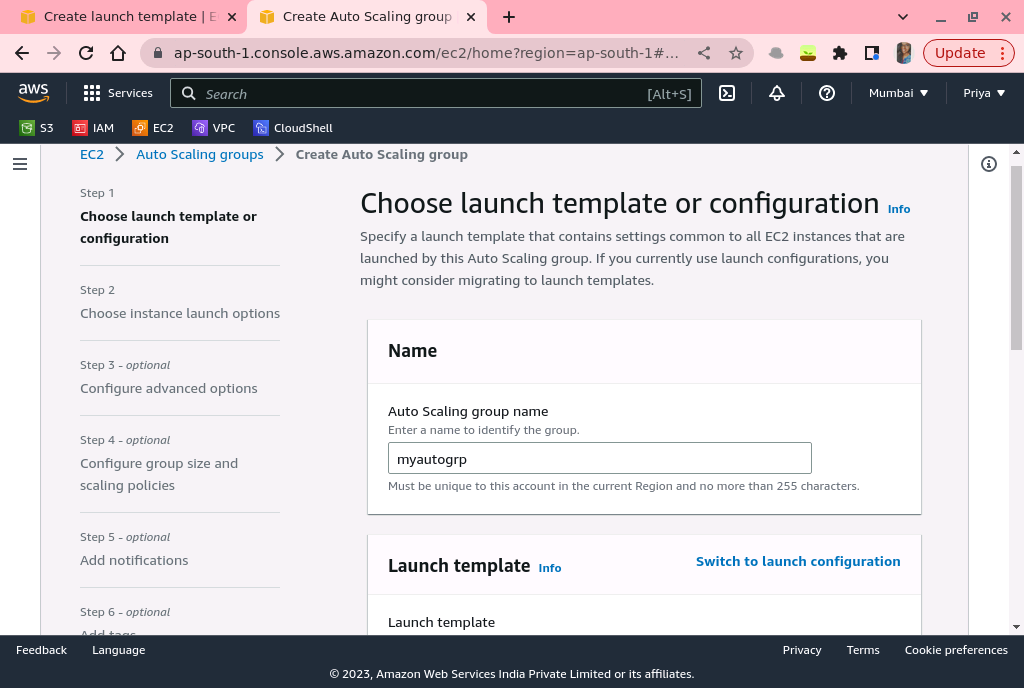 Create launch template | E
Create Auto Scaling group
ap-south-1.console.aws.amazon.com/ec2/home?region=ap-south-1#...
Update
aws
Services
Search
[Alt+S]
Mumbai
Priya
S3
IAM
EC2
VPC
CloudShell
EC2
Auto Scaling groups
Create Auto Scaling group
Step 1
Choose launch template or
configuration
Step 2
Choose instance launch options
Step 3 - optional
Configure advanced options
Step 4 - optional
Configure group size and
scaling policies
Step 5 - optional
Add notifications
Step 6 - optional
Add tags
Choose launch template or configuration Info
Specify a launch template that contains settings common to all EC2 instances that are
launched by this Auto Scaling group. If you currently use launch configurations, you
might consider migrating to launch templates.
Name
Auto Scaling group name
Enter a name to identify the group.
myautogrp
Must be unique to this account in the current Region and no more than 255 characters.
Launch template Info
Switch to launch configuration
Launch template
Feedback
Language
Privacy
Terms
Cookie preferences
© 2023, Amazon Web Services India Private Limited or its affiliates.